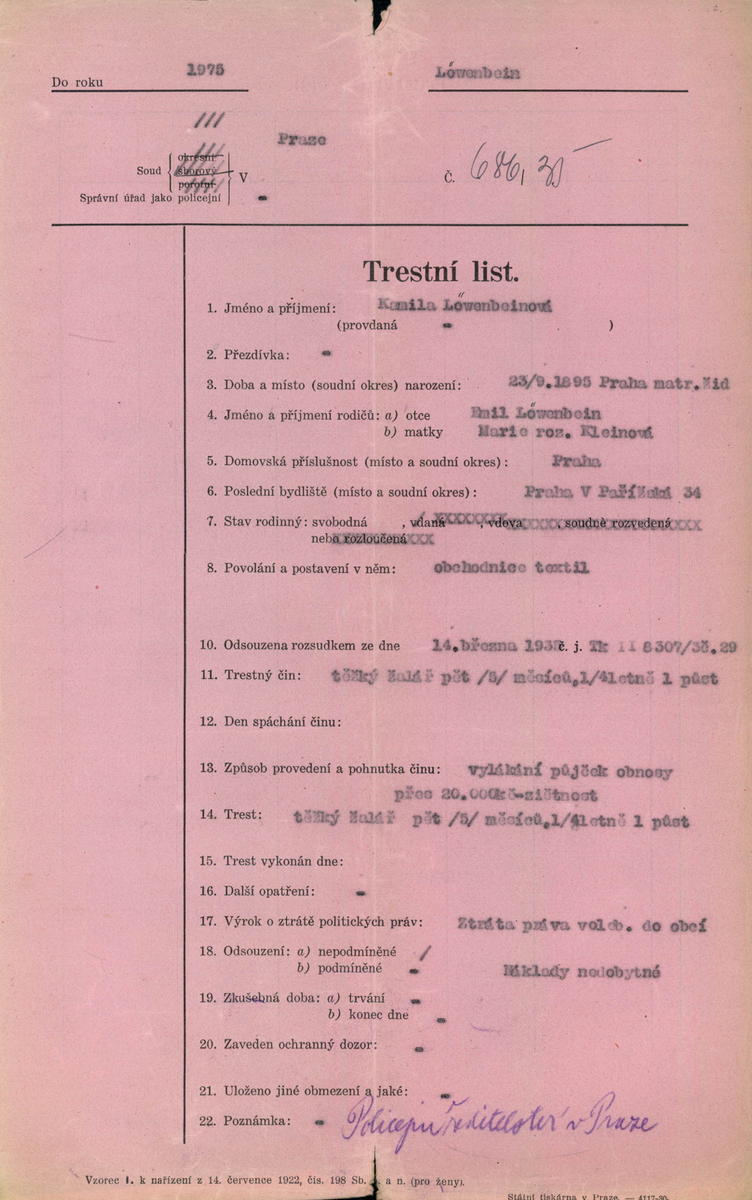 1975 Löwenbein
Do roku
Praze
okresní
Soud sborový V Č. 686, 35
porotní
Správní úřad jako policejní -
Trestní list.
1. Jméno a příjmení: Kamila Löwenbeinová
(provdaná - )
2. Přezdívka: -
3. Doba a místo (soudní okres) narození: 23/9.1895 Praha matr.žid
4. Jméno a příjmení rodičů: a) otce Emil Löwenbein
b) matky Marie roz. Kleinová
5. Domovská příslušnost (místo a soudní okres): Praha
6. Poslední bydliště (místo a soudní okres): Praha V Pařížská 34
7. Stav rodinný: svobodná , vdaná , vdova , soudně rozvedená
nebo rozloučená
8. Povolání a postavení v něm: obchodnice textil
10. Odsouzena rozsudkem ze dne 14.března 1937 č. j. Tk II 8307/36.29
11. Trestný čin: těžký žalář pět /5/ měsíců,1/4letně 1 půst
12. Den spáchání činu:
13. Způsob provedení a pohnutka činu: vylákání půjček obnosy
přes 20.000kč-zištnost
14. Trest: těžký žalář pět /5/ měsíců,1/4letně 1 půst
15. Trest vykonán dne:
16. Další opatření: -
17. Výrok o ztrátě politických práv: Ztráta práva voleb. do obcí
18. Odsouzení: a) nepodmíněné /
b) podmíněné - Náklady nedobytné
19. Zkušebná doba: a) trvání -
b) konec dne -
20. Zaveden ochranný dozor: -
21. Uloženo jiné obmezení a jaké: -
22. Poznámka: - Policejní ředitelství v Praze
Vzorec 1. k nařízení z 14. července 1922, čís. 198 Sb. z. a n. (pro ženy).
Státní tiskárna v Praze. — 4117-30.